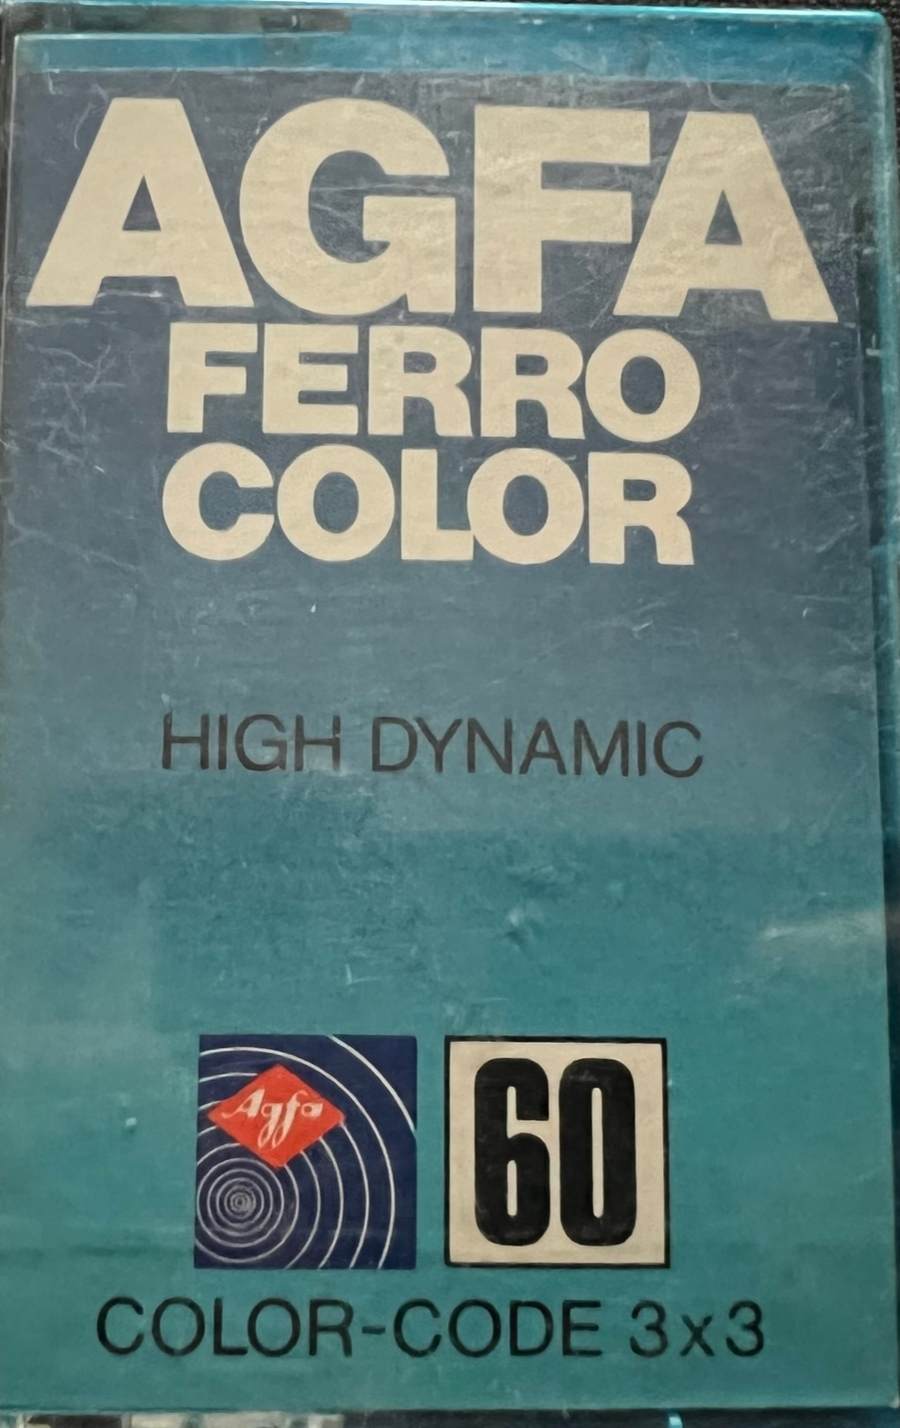 AGFA
FERRO
COLOR
HIGH DYNAMIC
Agfa
60
COLOR-CODE 3x3